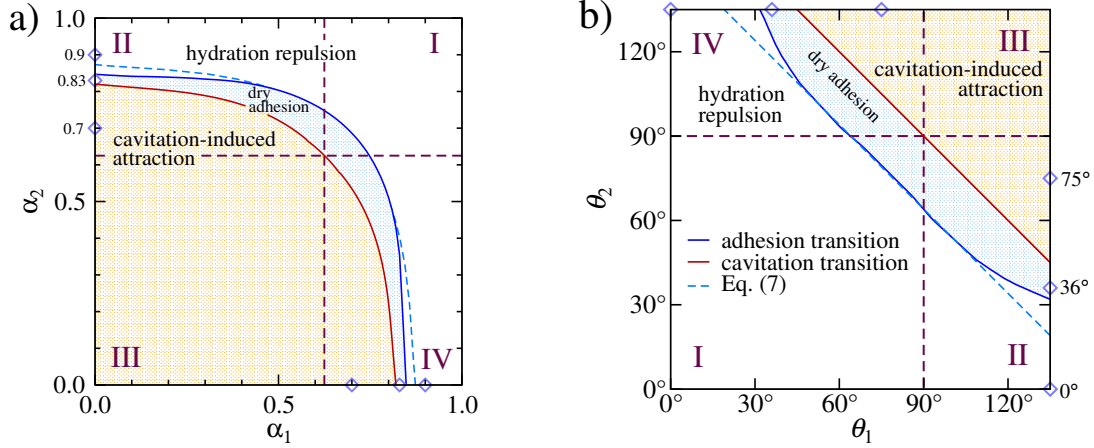 a)
II
I
hydration repulsion
dry
adhesion
cavitation-induced
attraction
III
IV
1.0
0.9
0.83
0.7
0.5
0.0
α2
0.0
0.5
1.0
α1
b)
IV
III
cavitation-induced
attraction
dry adhesion
hydration
repulsion
adhesion transition
cavitation transition
Eq. (7)
I
II
120°
90°
60°
30°
0°
θ2
75°
36°
0°
0°
30°
60°
90°
120°
θ1